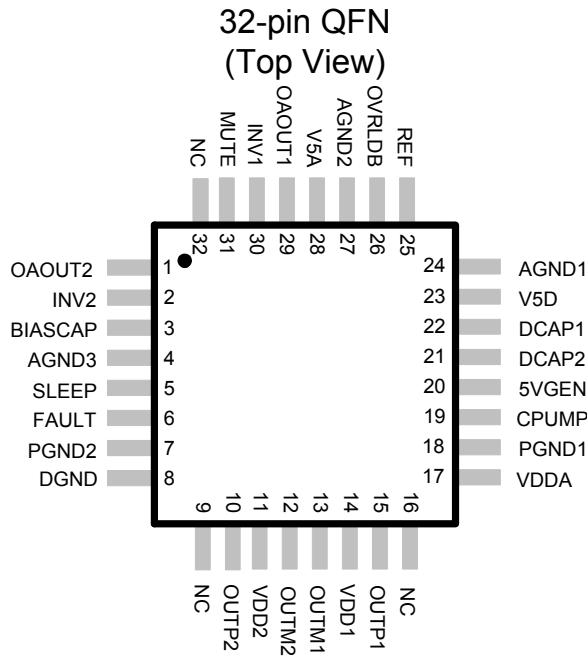 32-pin QFN
(Top View)
NC
MUTE
INV1
OAOUT1
V5A
AGND2
OVRLDB
REF
32
31
30
29
28
27
26
25
OAOUT2 1
INV2 2
BIASCAP 3
AGND3 4
SLEEP 5
FAULT 6
PGND2 7
DGND 8
24 AGND1
23 V5D
22 DCAP1
21 DCAP2
20 5VGEN
19 CPUMP
18 PGND1
17 VDDA
9
10
11
12
13
14
15
16
NC
OUTP2
VDD2
OUTM2
OUTM1
VDD1
OUTP1
NC